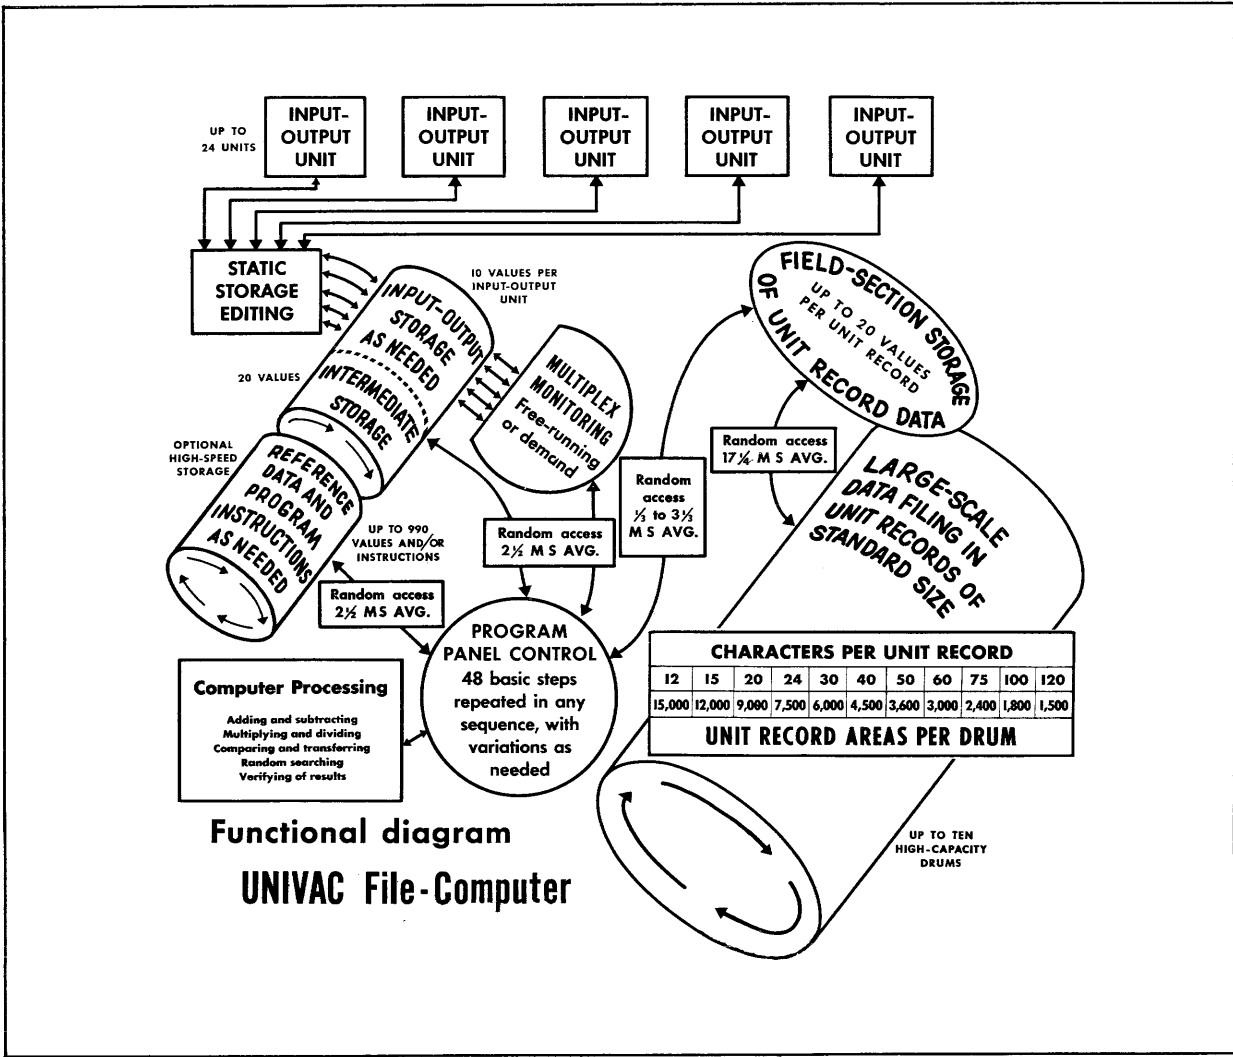 INPUT-
OUTPUT
UNIT
INPUT-
OUTPUT
UNIT
INPUT-
OUTPUT
UNIT
INPUT-
OUTPUT
UNIT
INPUT-
OUTPUT
UNIT
UP TO
24 UNITS
STATIC
STORAGE
EDITING
INPUT-OUTPUT
STORAGE
AS NEEDED
INTERMEDIATE
STORAGE
10 VALUES PER
INPUT-OUTPUT
UNIT
20 VALUES
MULTIPLEX
MONITORING
Free-running
or demand
FIELD-SECTION STORAGE
OF UNIT RECORD DATA
UP TO 20 VALUES
PER UNIT RECORD
OPTIONAL
HIGH-SPEED
STORAGE
REFERENCE
DATA AND
PROGRAM
INSTRUCTIONS
AS NEEDED
UP TO 990
VALUES AND/OR
INSTRUCTIONS
Random access
2½ M S AVG.
Random access
2½ M S AVG.
Random
access
⅓ to 3⅓
M S AVG.
Random access
17¼ M S AVG.
LARGE-SCALE
DATA FILING IN
UNIT RECORDS OF
STANDARD SIZE
PROGRAM
PANEL CONTROL
48 basic steps
repeated in any
sequence, with
variations as
needed
Computer Processing
Adding and subtracting
Multiplying and dividing
Comparing and transferring
Random searching
Verifying of results
CHARACTERS PER UNIT RECORD
12 15 20 24 30 40 50 60 75 100 120
15,000 12,000 9,000 7,500 6,000 4,500 3,600 3,000 2,400 1,800 1,500
UNIT RECORD AREAS PER DRUM
UP TO TEN
HIGH-CAPACITY
DRUMS
Functional diagram
UNIVAC File-Computer